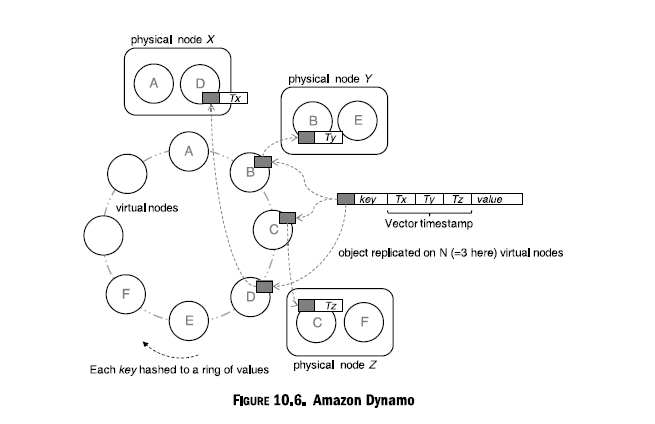 physical node X
A
D
Tx
physical node Y
B
E
Ty
A
B
virtual nodes
key Tx Ty Tz value
Vector timestamp
C
object replicated on N (=3 here) virtual nodes
F
D
E
Tz
C
F
physical node Z
Each key hashed to a ring of values
FIGURE 10.6. Amazon Dynamo